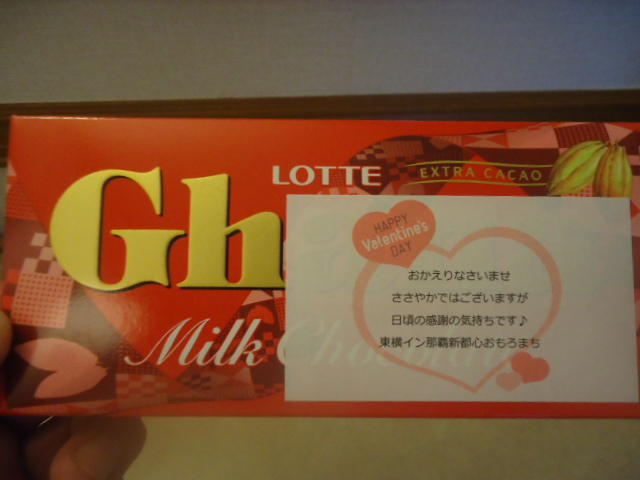 LOTTE
EXTRA CACAO
Gh
Milk Chocolate
HAPPY
Valentine's
DAY
おかえりなさいませ
ささやかではございますが
日頃の感謝の気持ちです♪
東横イン那覇新都心おもろまち